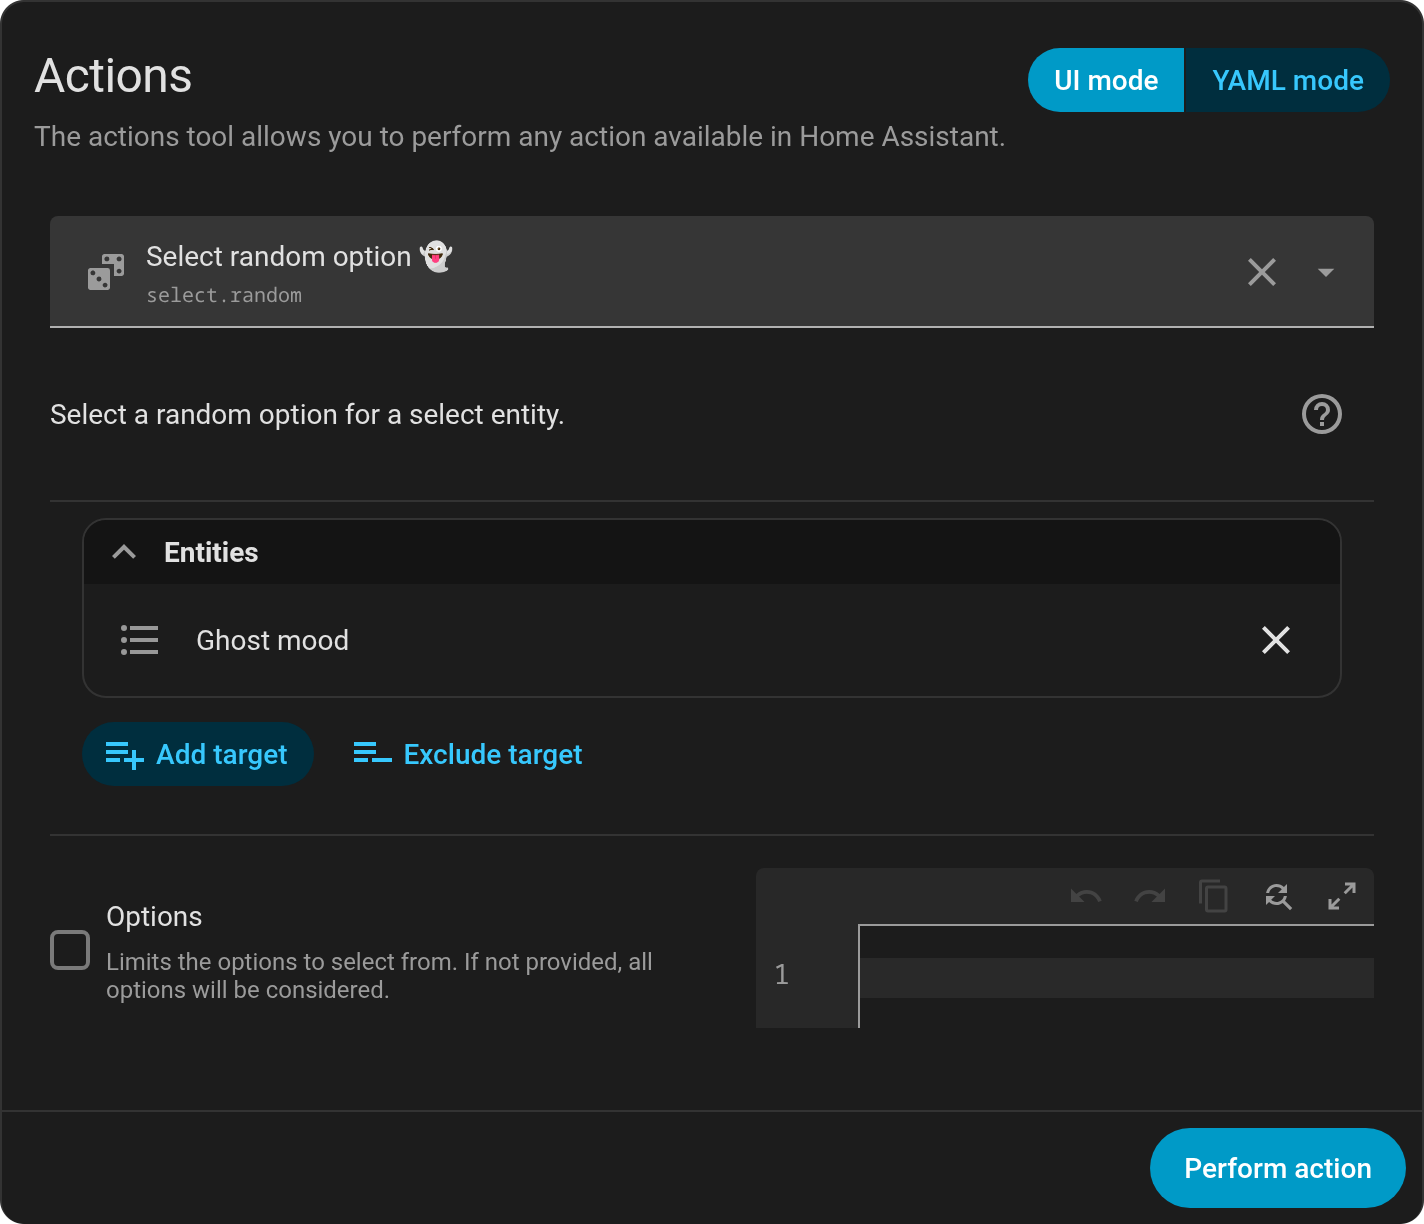 Actions
UI mode
YAML mode
The actions tool allows you to perform any action available in Home Assistant.
Select random option 👻
select.random
Select a random option for a select entity.
Entities
Ghost mood
Add target
Exclude target
Options
Limits the options to select from. If not provided, all
options will be considered.
1
Perform action